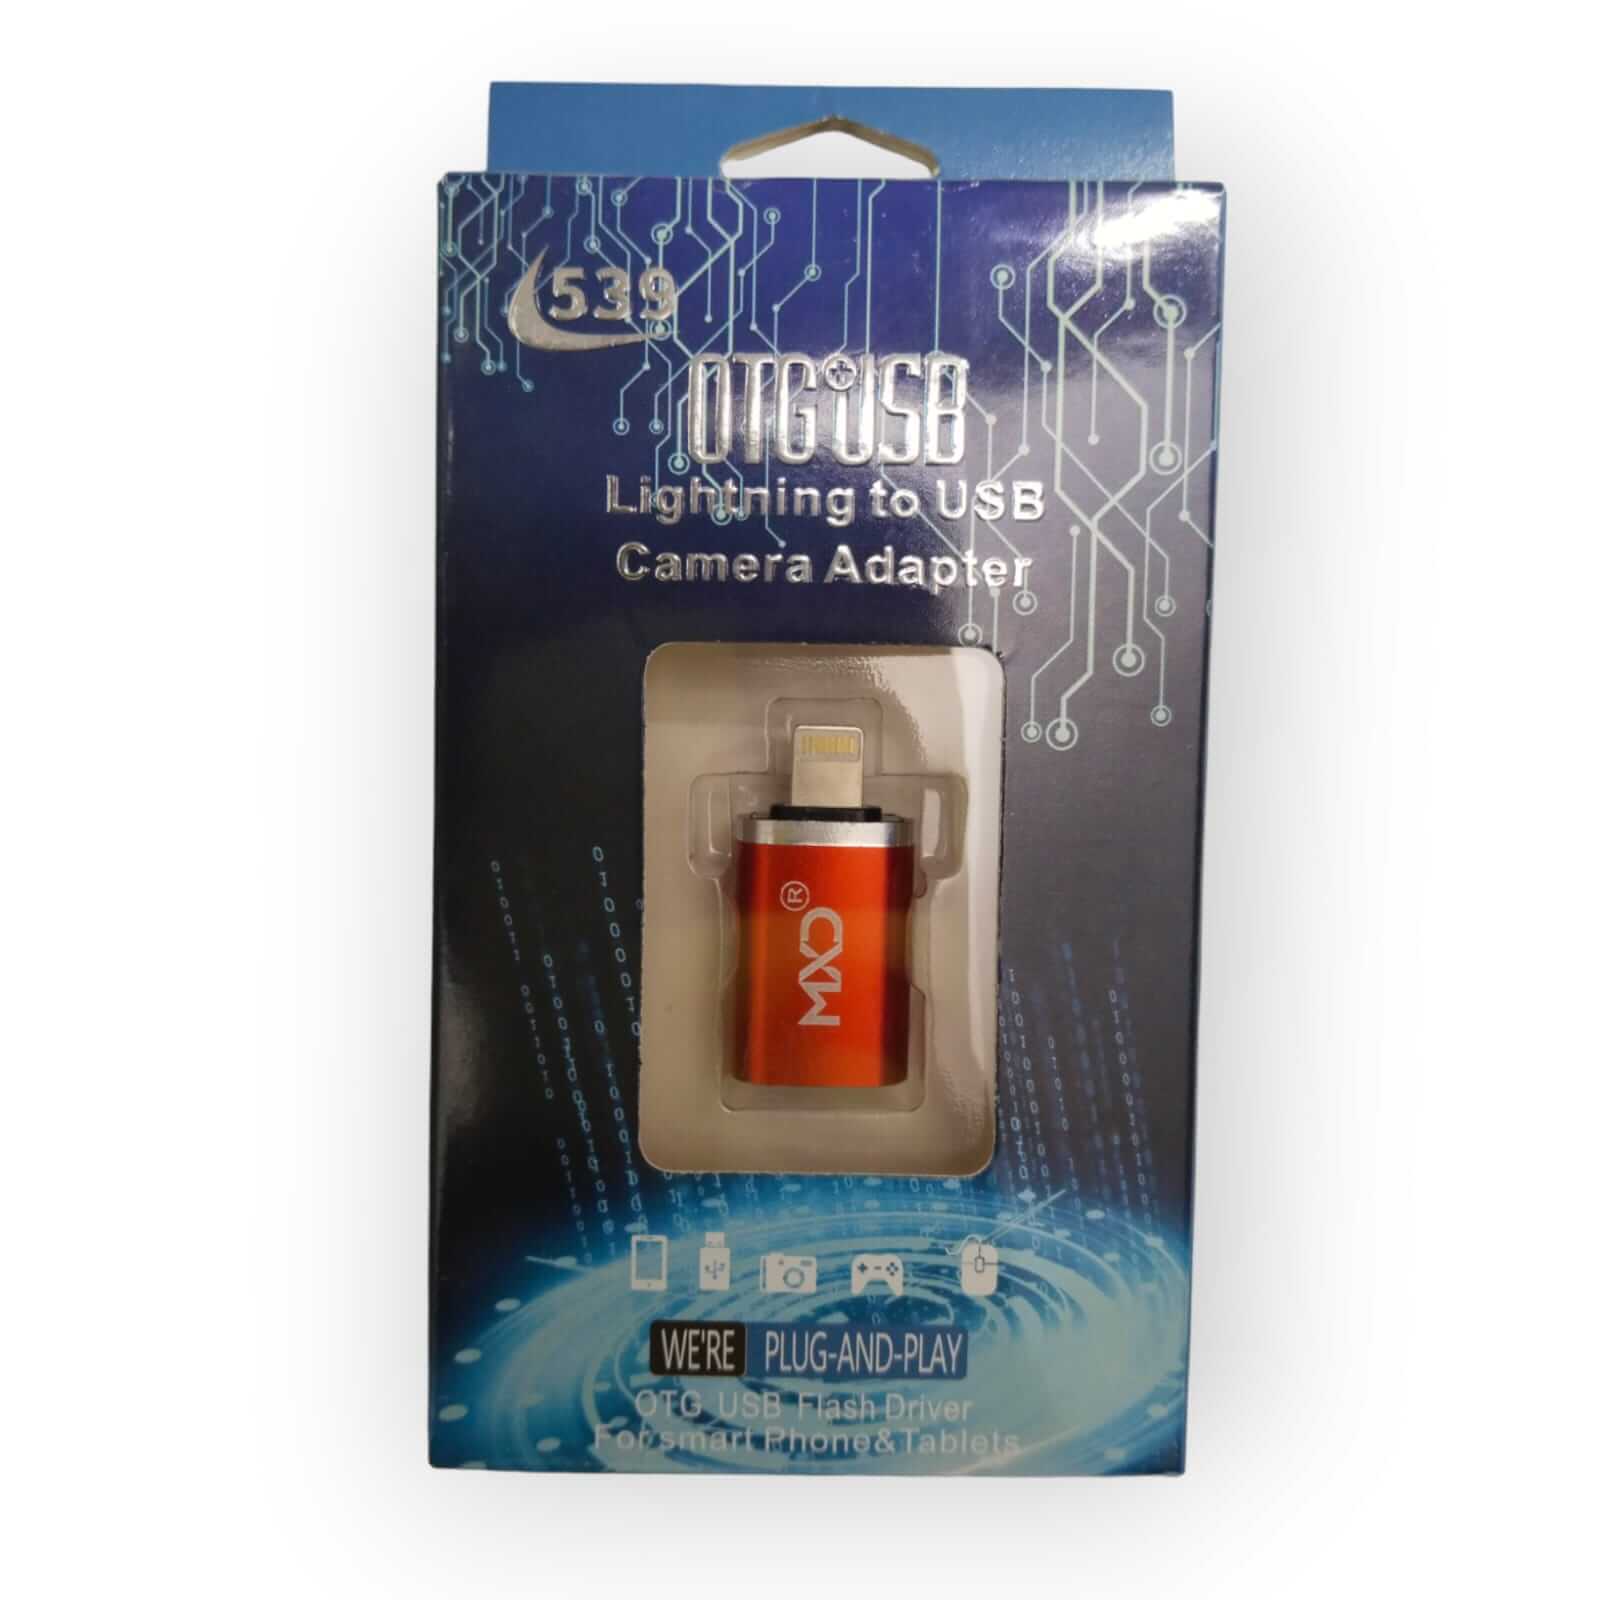 539
OTG USB
Lightning to USB
Camera Adapter
MXD®
WE'RE PLUG-AND-PLAY
OTG USB Flash Driver
For smart Phone&Tablets